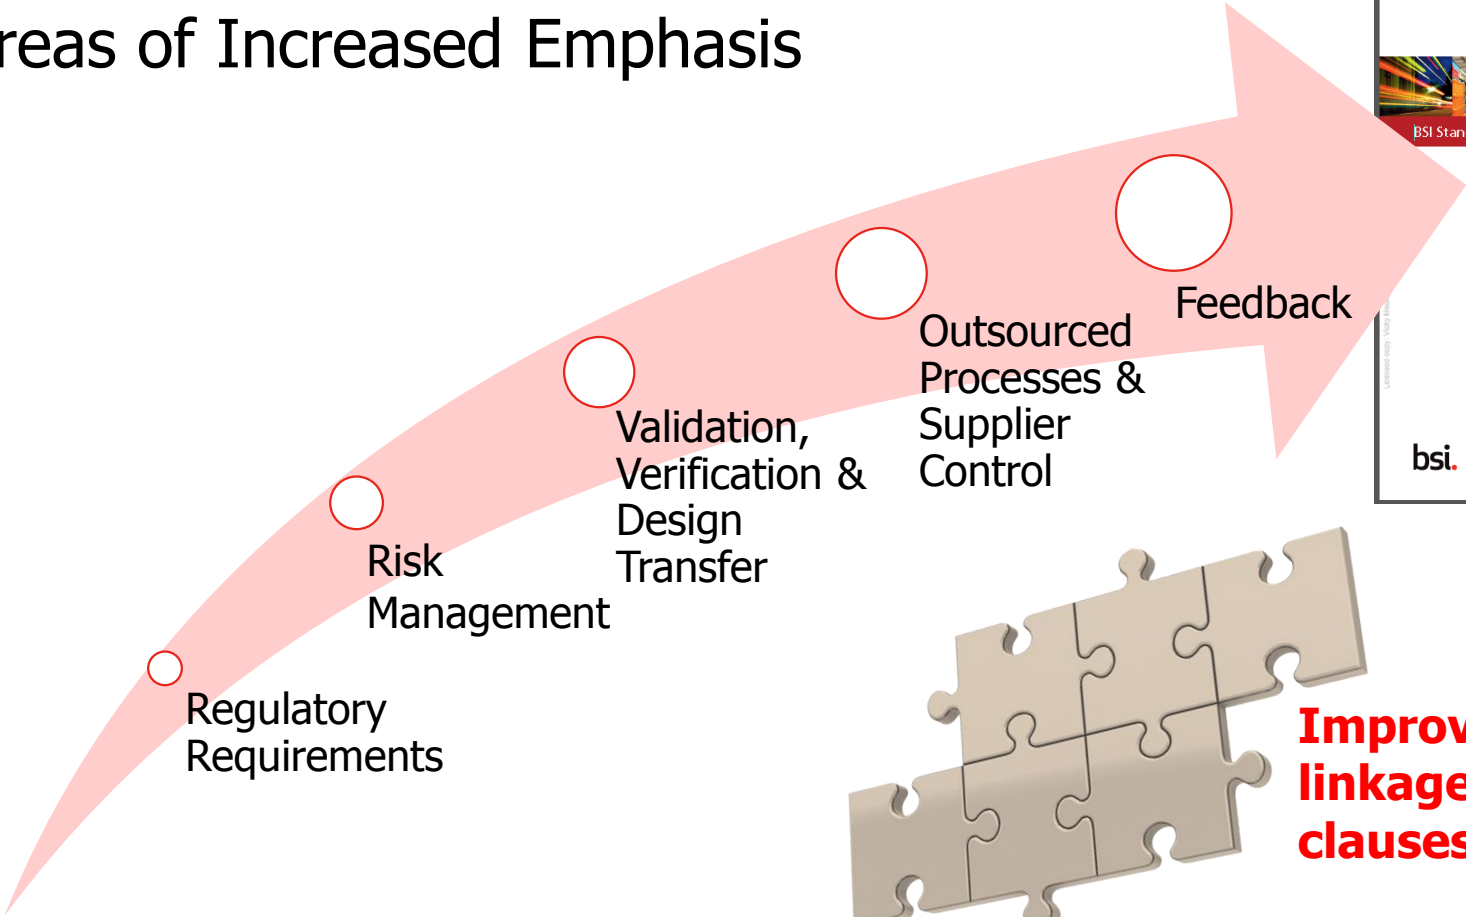 reas of Increased Emphasis
BSI Stan
Feedback
Outsourced
Processes &
Supplier
Control
Validation,
Verification &
Design
Transfer
Risk
Management
Regulatory
Requirements
bsi.
Improv
linkage
clauses